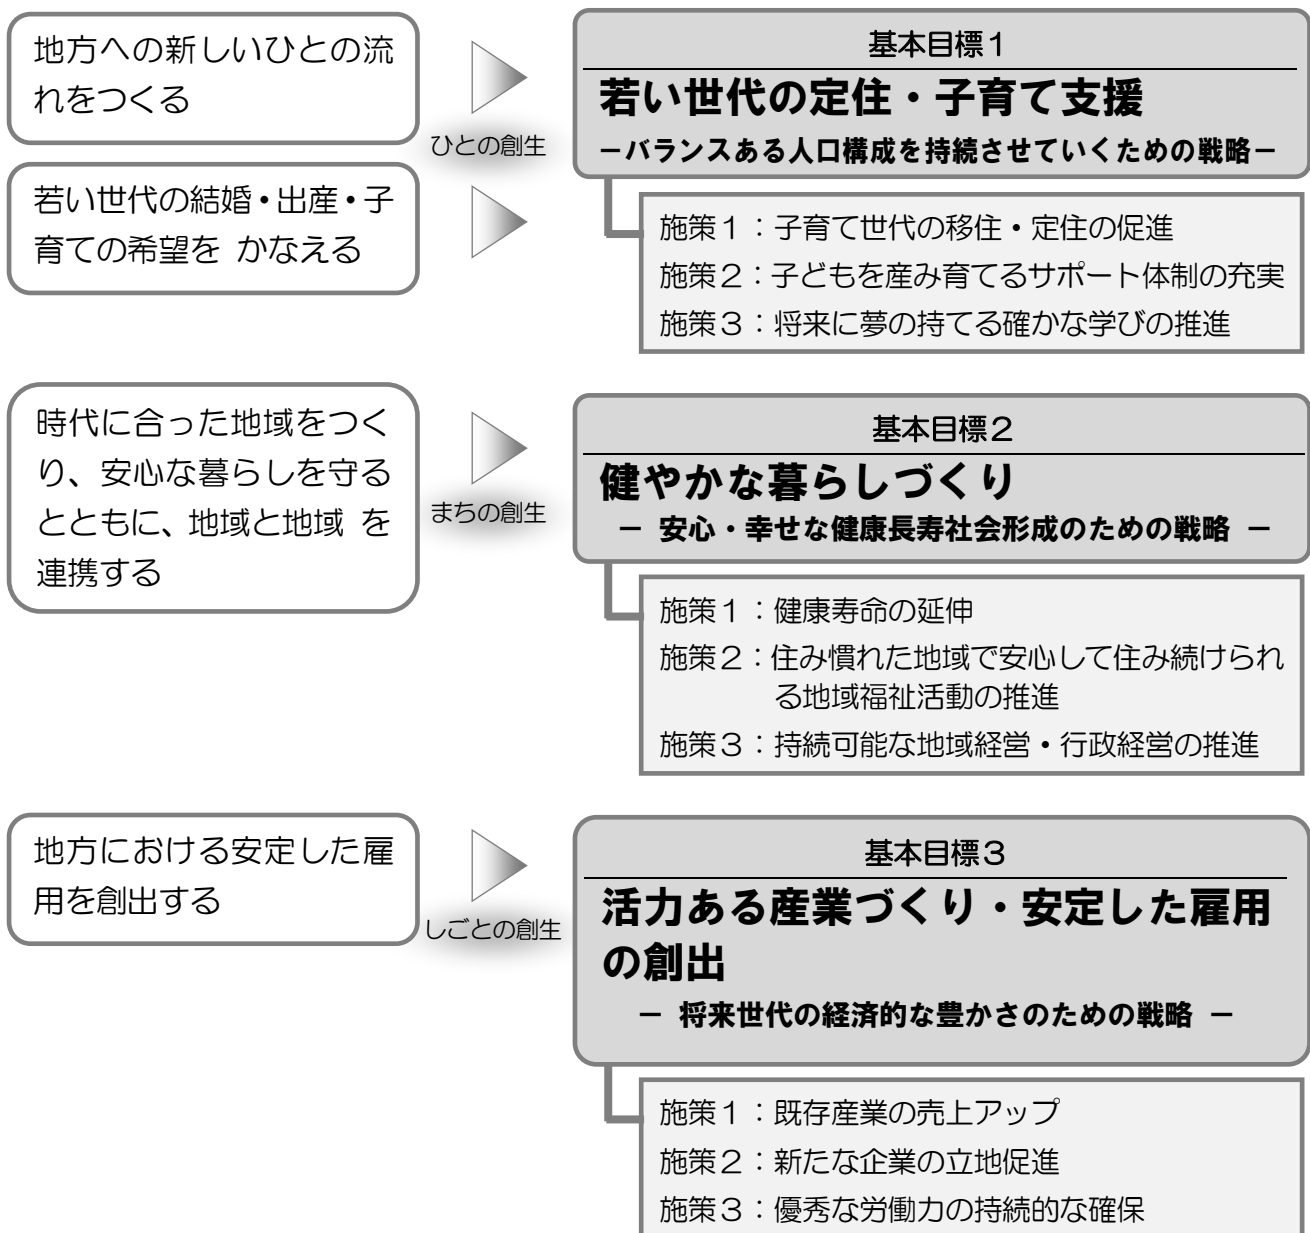 地方への新しいひとの流
れをつくる
ひとの創生
若い世代の結婚・出産・子
育ての希望を かなえる
基本目標1
若い世代の定住・子育て支援
－バランスある人口構成を持続させていくための戦略－
施策1：子育て世代の移住・定住の促進
施策2：子どもを産み育てるサポート体制の充実
施策3：将来に夢の持てる確かな学びの推進
時代に合った地域をつく
り、安心な暮らしを守る
とともに、地域と地域 を
連携する
まちの創生
基本目標2
健やかな暮らしづくり
－ 安心・幸せな健康長寿社会形成のための戦略 －
施策1：健康寿命の延伸
施策2：住み慣れた地域で安心して住み続けられ
る地域福祉活動の推進
施策3：持続可能な地域経営・行政経営の推進
地方における安定した雇
用を創出する
しごとの創生
基本目標3
活力ある産業づくり・安定した雇用
の創出
－ 将来世代の経済的な豊かさのための戦略 －
施策1：既存産業の売上アップ
施策2：新たな企業の立地促進
施策3：優秀な労働力の持続的な確保